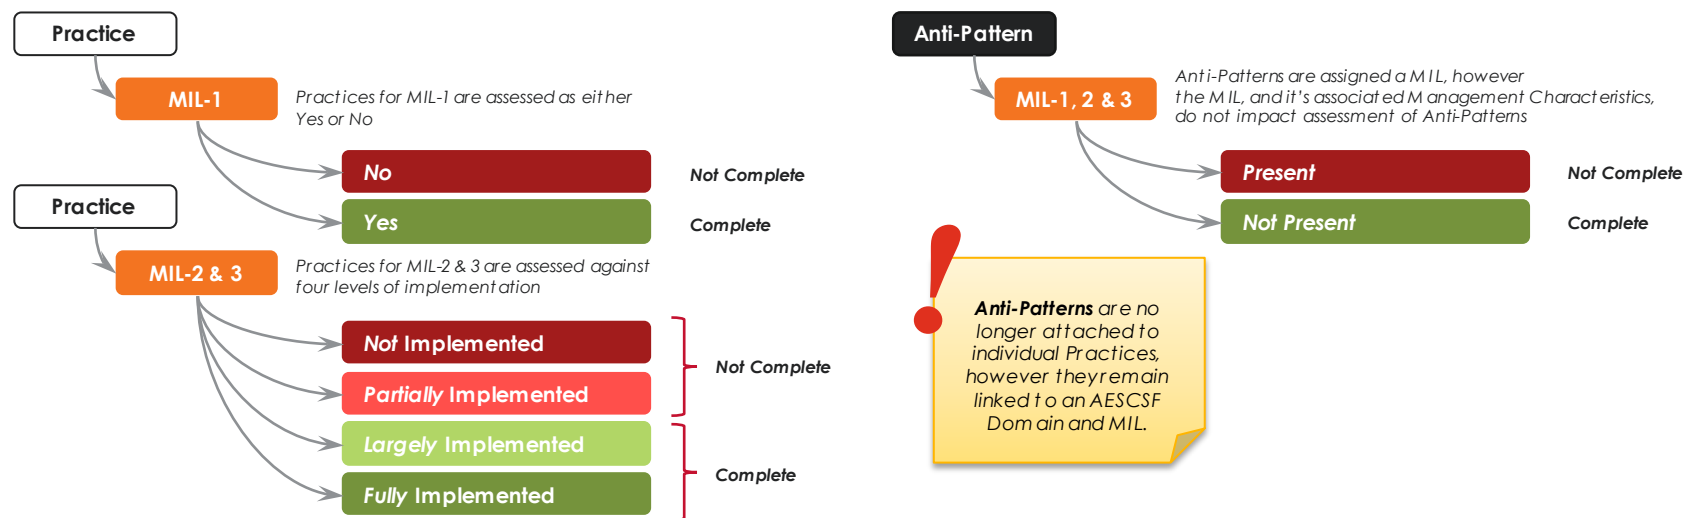 Practice
MIL-1
Practices for MIL-1 are assessed as either
Yes or No
No
Not Complete
Yes
Complete
Practice
MIL-2 & 3
Practices for MIL-2 & 3 are assessed against
four levels of implementation
Not Implemented
Partially Implemented
Not Complete
Largely Implemented
Fully Implemented
Complete
Anti-Pattern
MIL-1, 2 & 3
Anti-Patterns are assigned a MIL, however
the MIL, and it's associated Management Characteristics,
do not impact assessment of Anti-Patterns
Present
Not Complete
Not Present
Complete
Anti-Patterns are no
longer attached to
individual Practices,
however they remain
linked to an AESCSF
Domain and MIL.